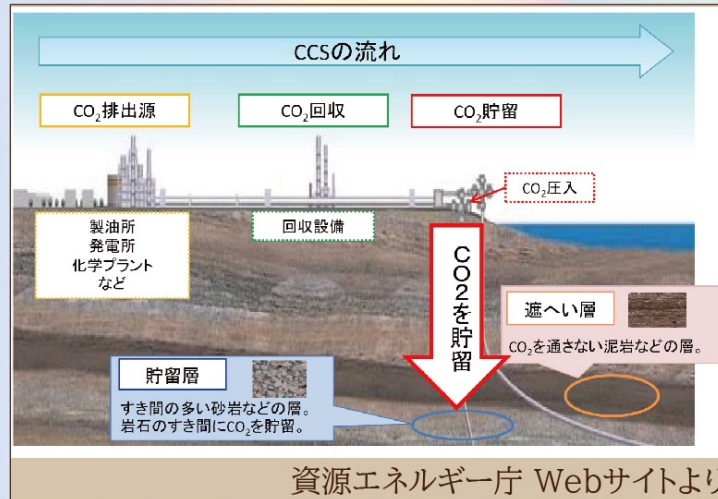 CCSの流れ
CO₂排出源
CO₂回収
CO₂貯留
CO₂圧入
製油所
発電所
化学プラント
など
回収設備
CO2を貯留
遮へい層
CO₂を通さない泥岩などの層。
貯留層
すき間の多い砂岩などの層。
岩石のすき間にCO₂を貯留。
資源エネルギー庁 Webサイトより